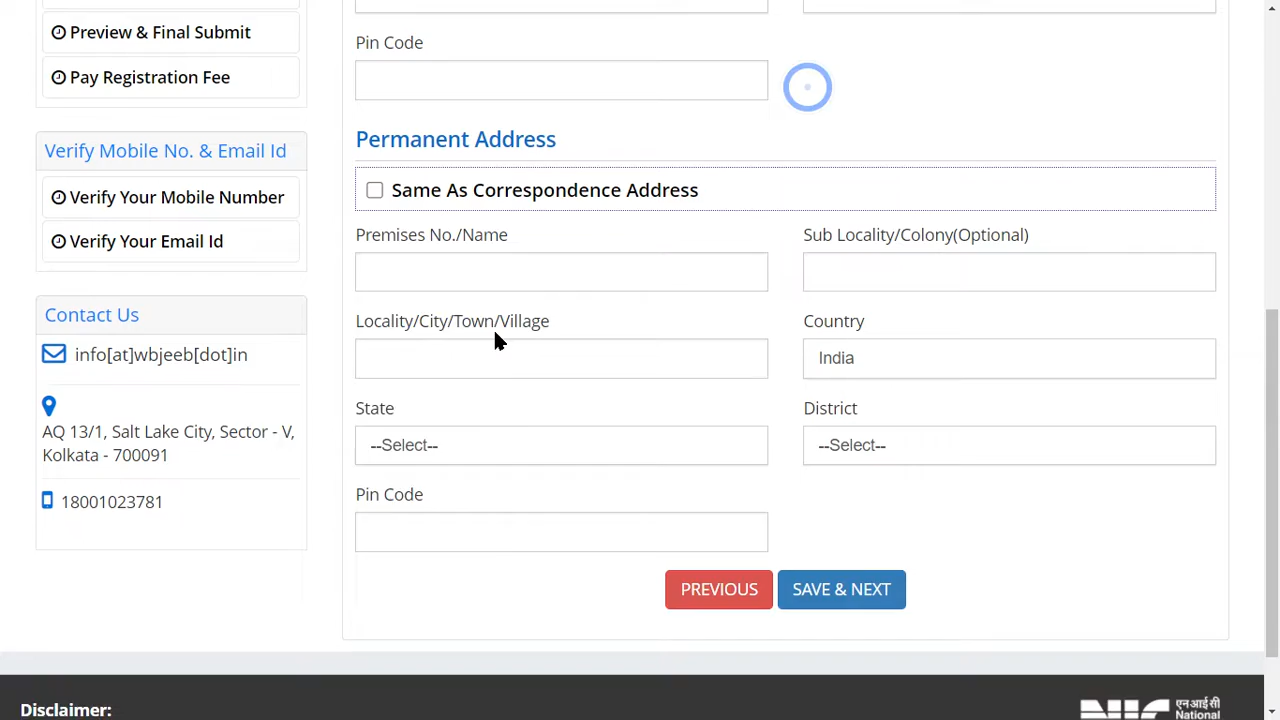 Preview & Final Submit
Pay Registration Fee
Verify Mobile No. & Email Id
Verify Your Mobile Number
Verify Your Email Id
Contact Us
info[at]wbjeeb[dot]in
AQ 13/1, Salt Lake City, Sector - V,
Kolkata - 700091
18001023781
Pin Code
Permanent Address
Same As Correspondence Address
Premises No./Name
Sub Locality/Colony(Optional)
Locality/City/Town/Village
Country
India
State
District
--Select--
--Select--
Pin Code
PREVIOUS
SAVE & NEXT
Disclaimer:
NIC
एन आई सी
National